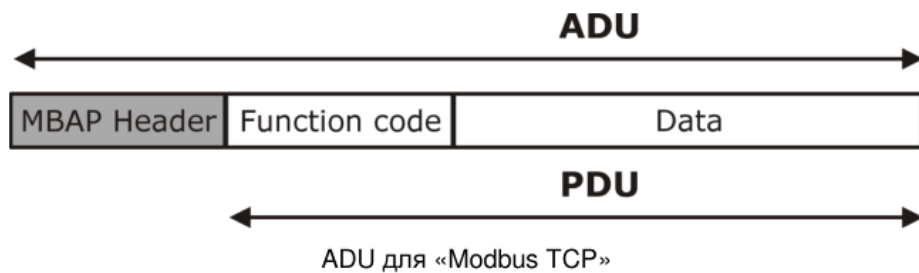 ADU
MBAP Header Function code Data
PDU
ADU для «Modbus TCP»